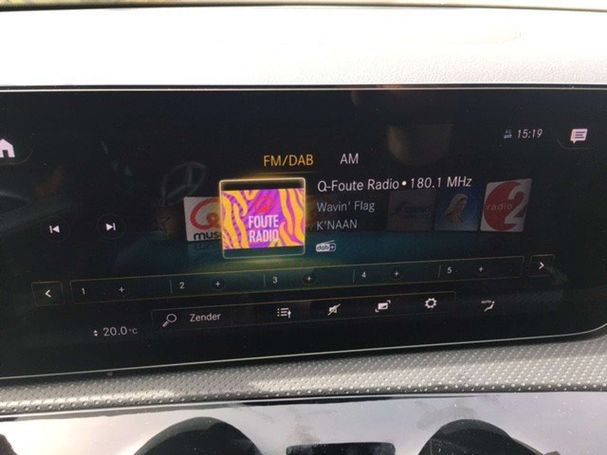 15:19
FM/DAB AM
Q-Foute Radio • 180.1 MHz
Wavin' Flag
K'NAAN
dab+
FOUTE
RADIO
radio
2
1 + 2 + 3 + 4 + 5 +
Zender
20.0°C